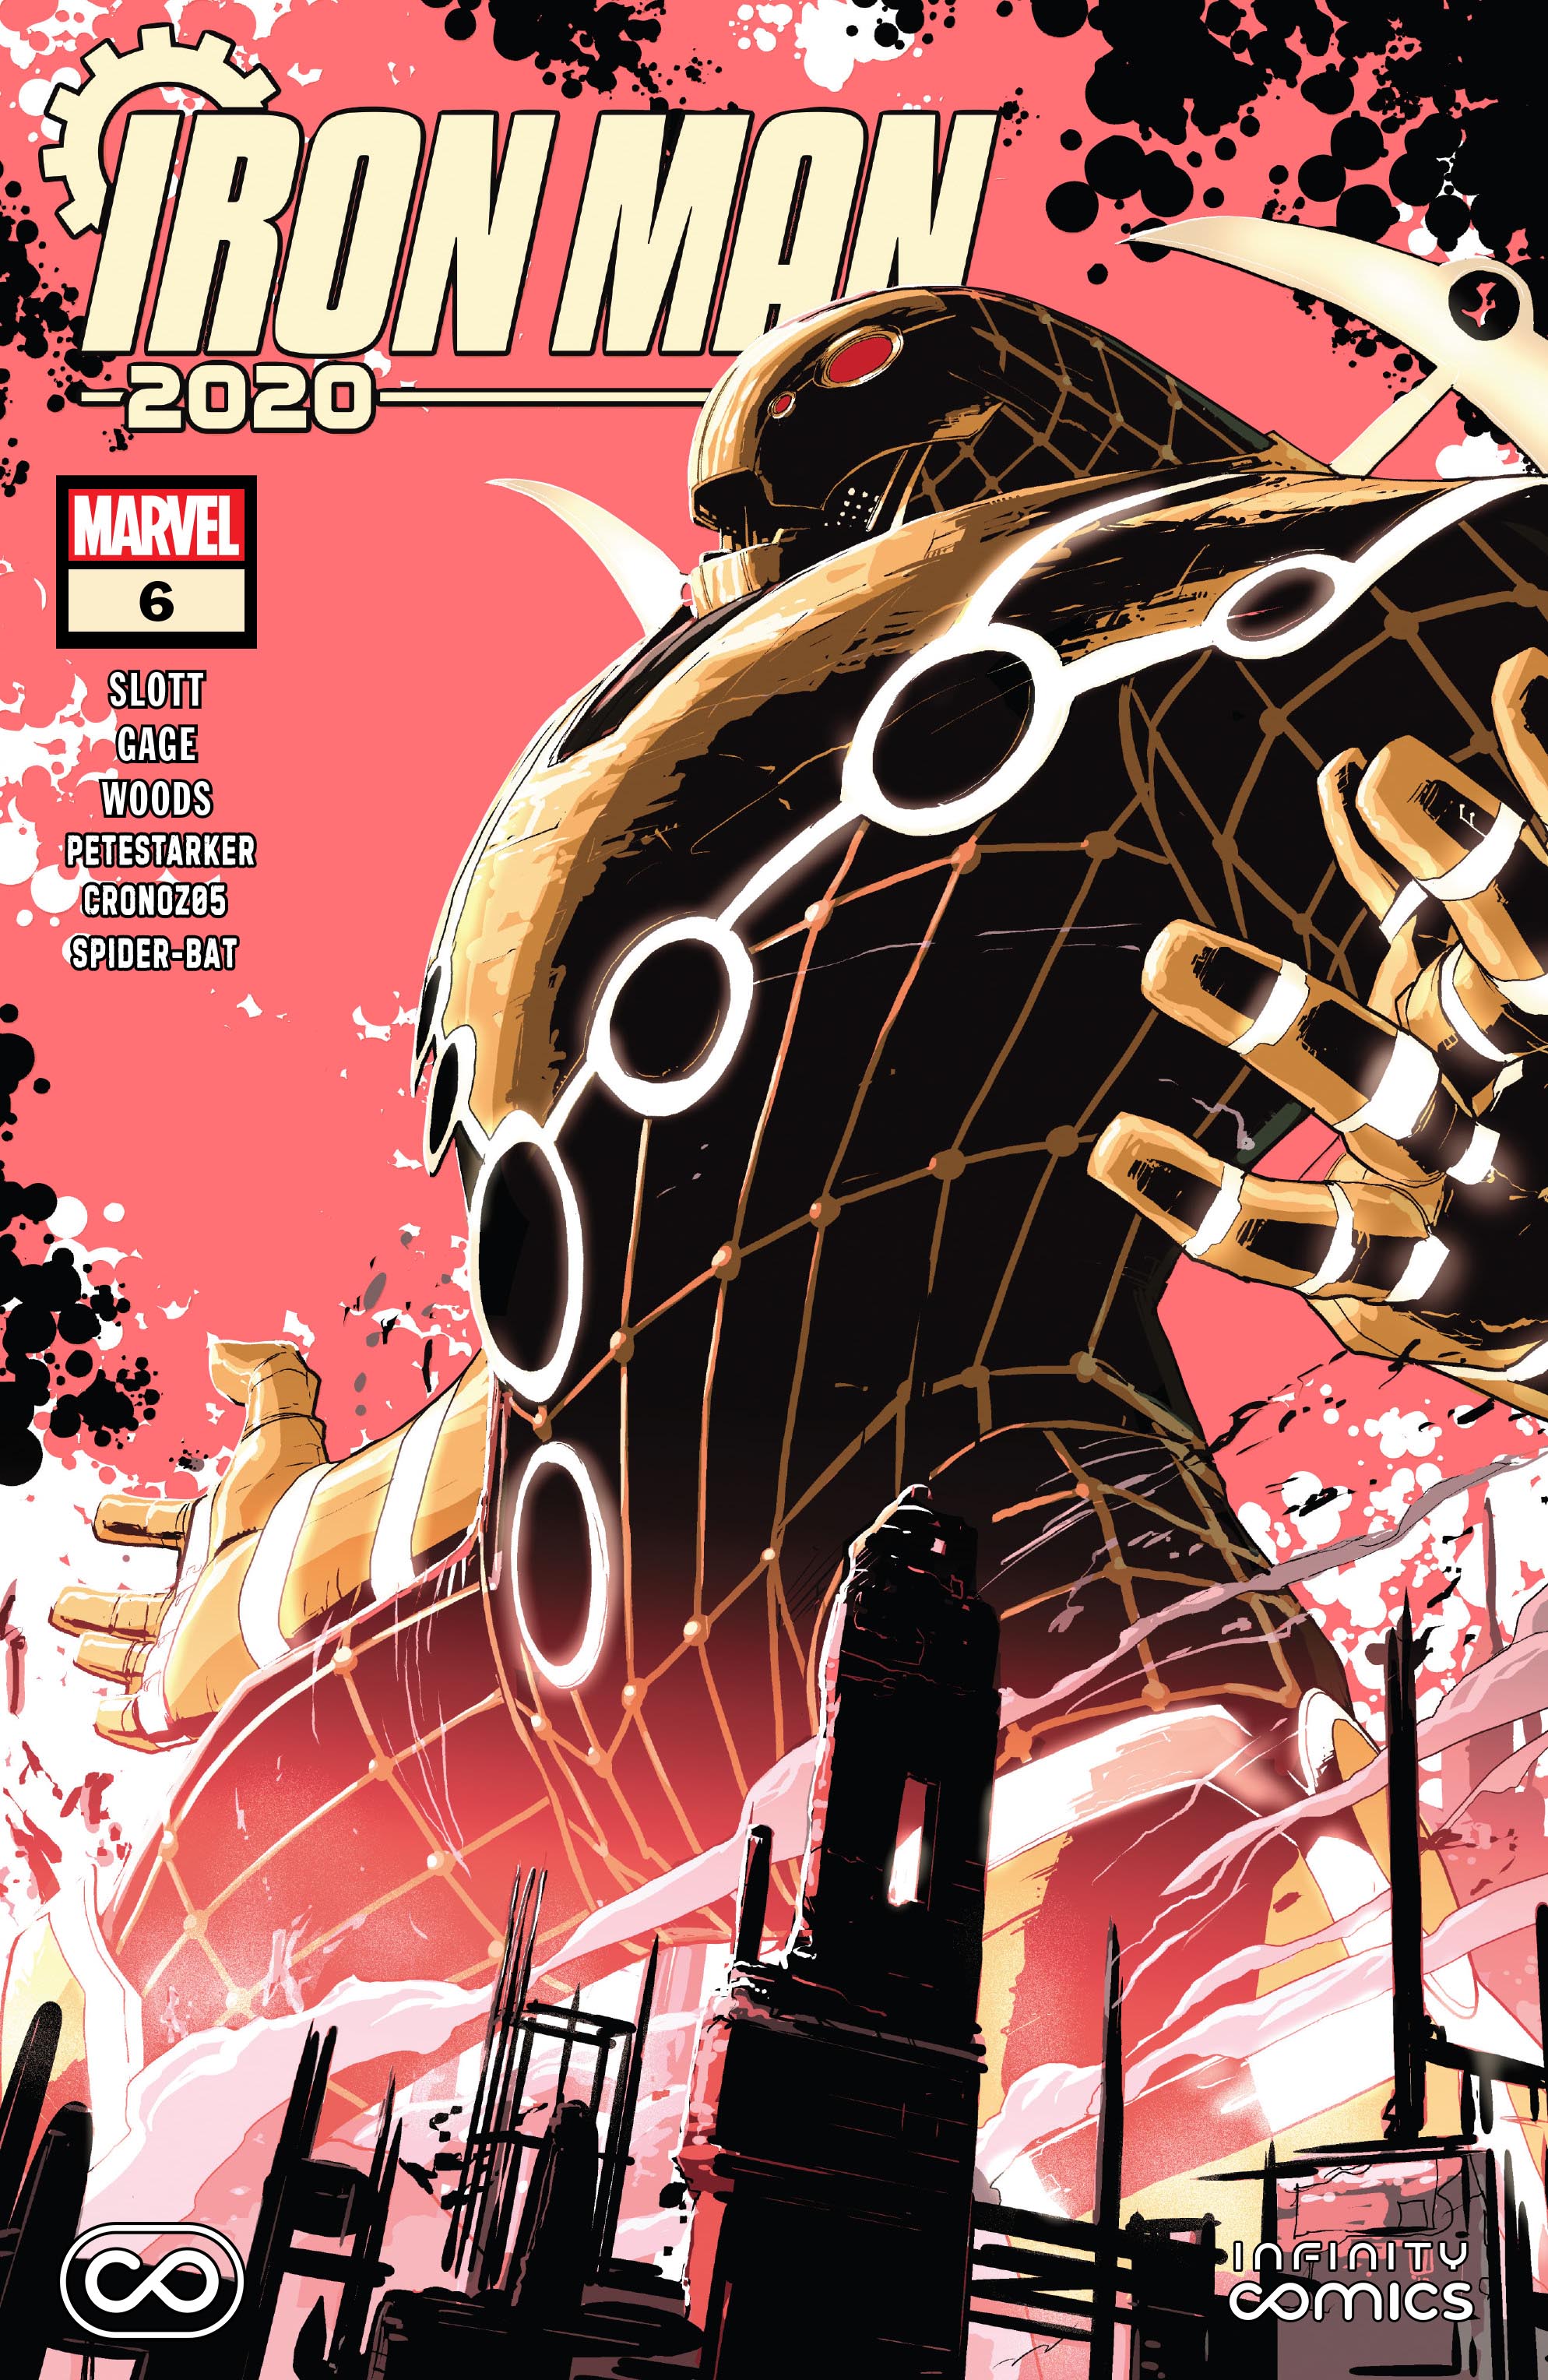 IRON MAN
2020
MARVEL
6
SLOTT
GAGE
WOODS
PETESTARKER
CRONOZ05
SPIDER-BAT
INFINITY
COMICS